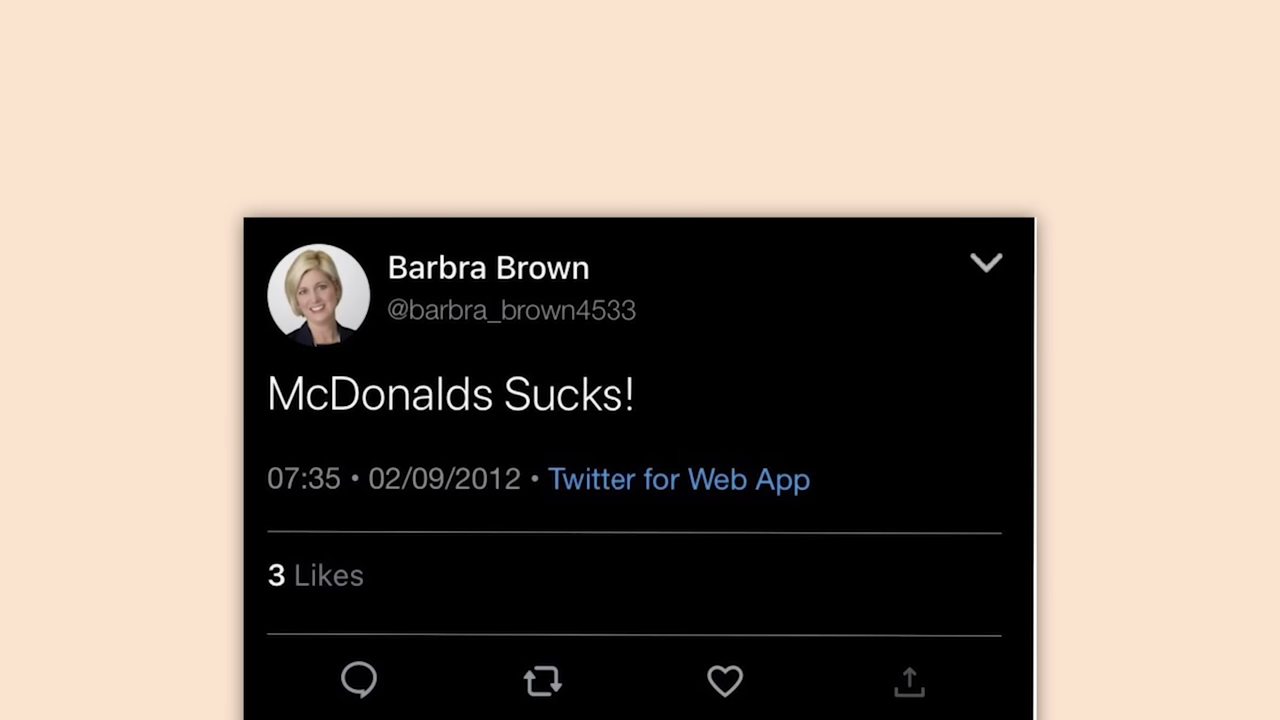 Barbra Brown
@barbra_brown4533
McDonalds Sucks!
07:35 • 02/09/2012 • Twitter for Web App
3 Likes